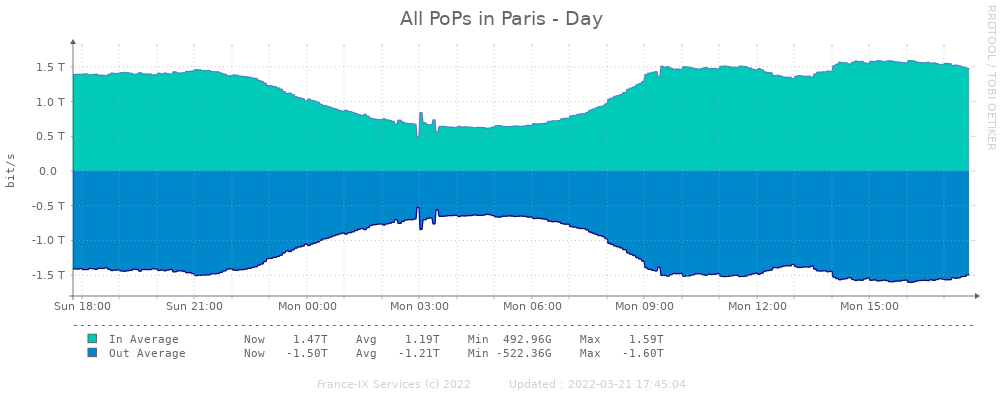 All PoPs in Paris - Day
RRDTOOL / TOBI OETIKER
bit/s
1.5 T
1.0 T
0.5 T
0.0
-0.5 T
-1.0 T
-1.5 T
Sun 18:00 Sun 21:00 Mon 00:00 Mon 03:00 Mon 06:00 Mon 09:00 Mon 12:00 Mon 15:00
In Average Now 1.47T Avg 1.19T Min 492.96G Max 1.59T
Out Average Now -1.50T Avg -1.21T Min -522.36G Max -1.60T
France-IX Services (c) 2022 Updated : 2022-03-21 17:45:04